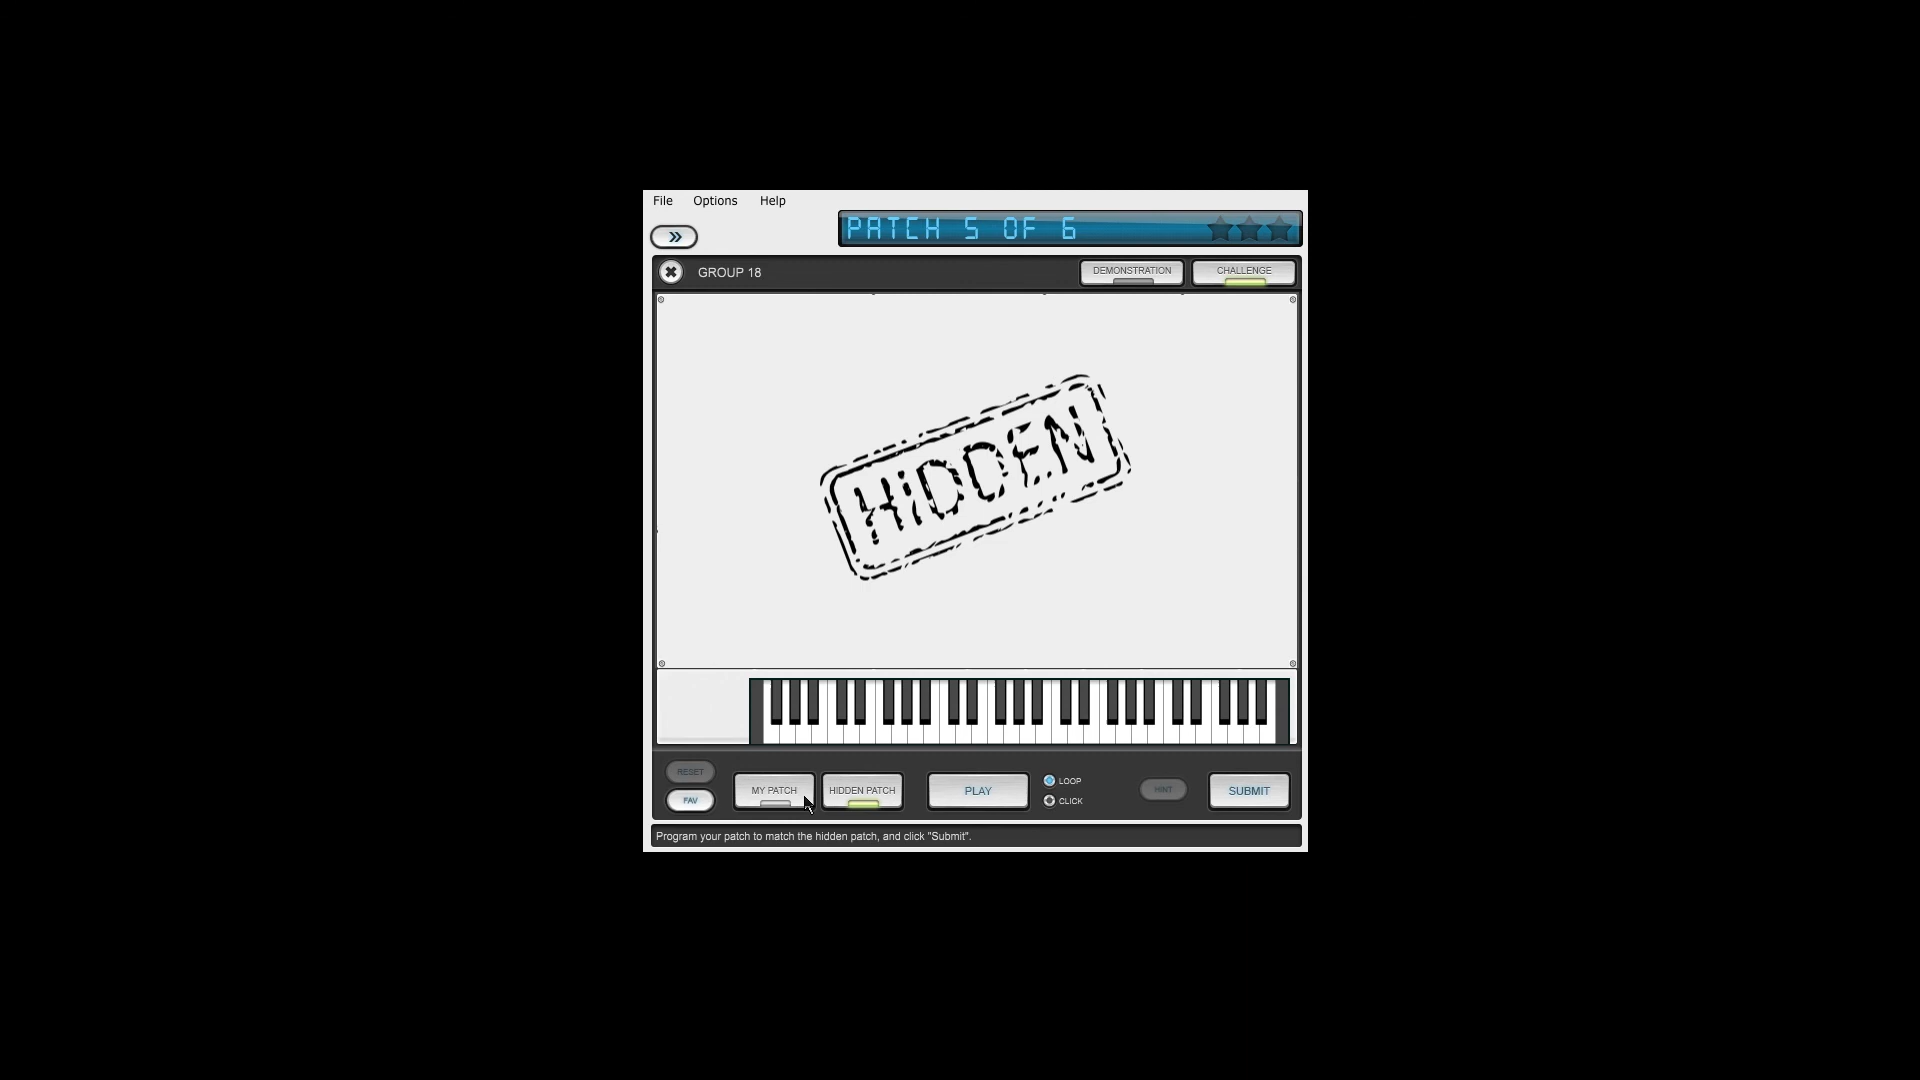 File Options Help
PATCH 5 OF 6
GROUP 18
DEMONSTRATION
CHALLENGE
HiDDEN
RESET
FAV
MY PATCH
HIDDEN PATCH
PLAY
LOOP
CLICK
HINT
SUBMIT
Program your patch to match the hidden patch, and click "Submit".